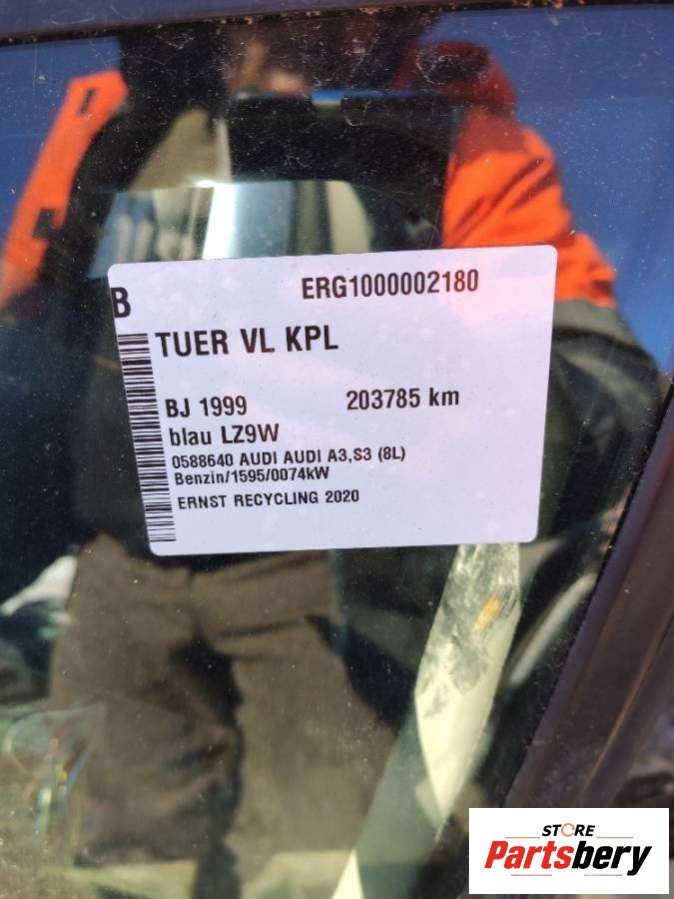 B
ERG1000002180
TUER VL KPL
BJ 1999 203785 km
blau LZ9W
0588640 AUDI AUDI A3,S3 (8L)
Benzin/1595/0074kW
ERNST RECYCLING 2020
STORE
Partsbery